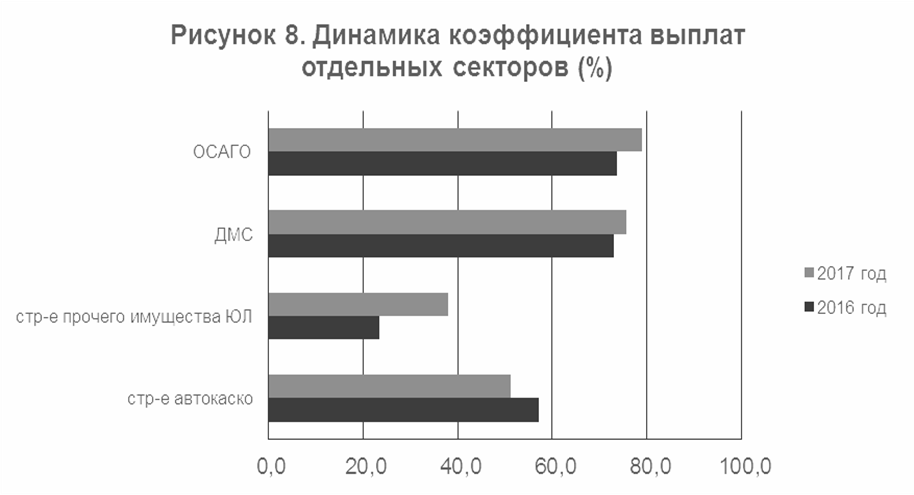 Рисунок 8. Динамика коэффициента выплат
отдельных секторов (%)
ОСАГО
ДМС
стр-е прочего имущества ЮЛ
стр-е автокаско
2017 год
2016 год
0,0 20,0 40,0 60,0 80,0 100,0